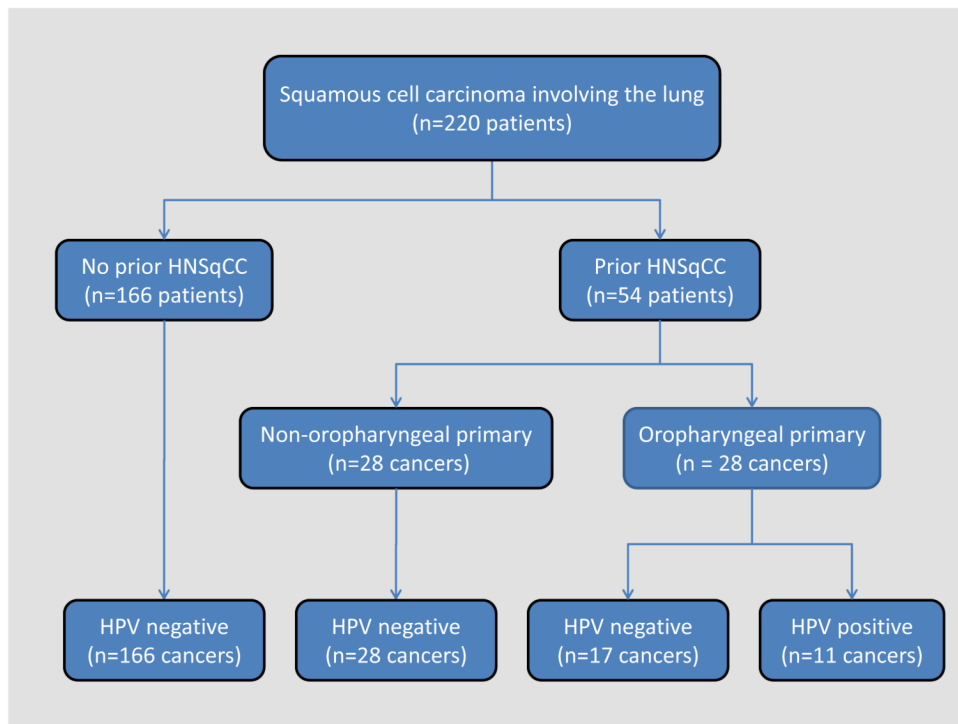 Squamous cell carcinoma involving the lung
(n=220 patients)
No prior HNSqCC
(n=166 patients)
Prior HNSqCC
(n=54 patients)
Non-oropharyngeal primary
(n=28 cancers)
Oropharyngeal primary
(n = 28 cancers)
HPV negative
(n=166 cancers)
HPV negative
(n=28 cancers)
HPV negative
(n=17 cancers)
HPV positive
(n=11 cancers)